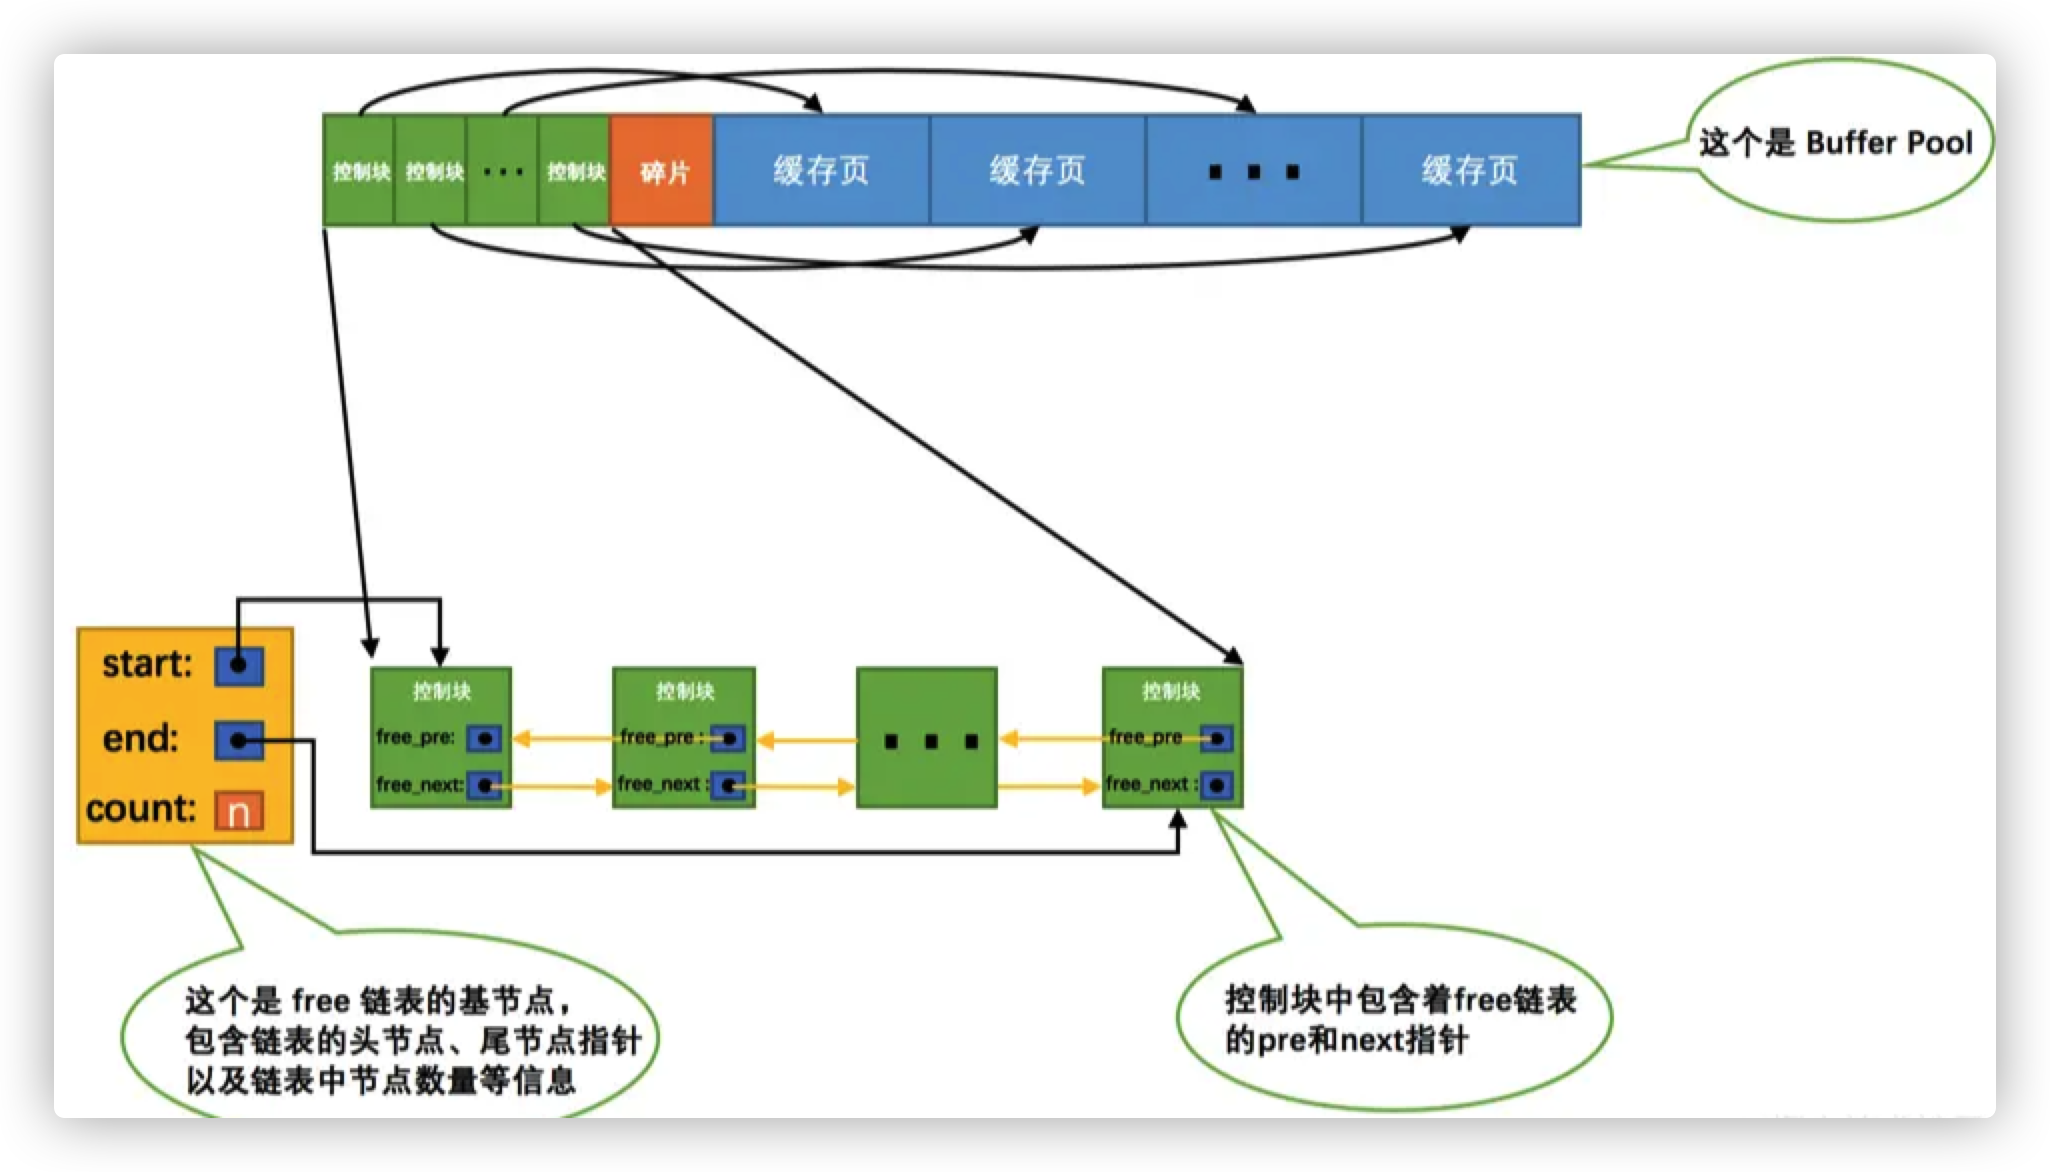 控制块 控制块 ··· 控制块 碎片 缓存页 缓存页 ▪ ▪ ▪ 缓存页
这个是 Buffer Pool
start:
end:
count: n
控制块
free_pre:
free_next:
控制块
free_pre :
free_next :
▪ ▪ ▪
控制块
free_pre
free_next :
这个是 free 链表的基节点，
包含链表的头节点、尾节点指针
以及链表中节点数量等信息
控制块中包含着free链表
的pre和next指针